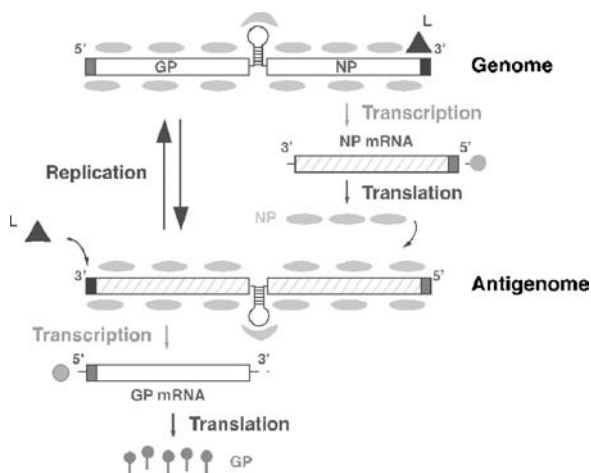 L
5'
3'
GP
NP
Genome
Transcription
3'
5'
NP mRNA
Replication
Translation
NP
L
3'
5'
Antigenome
Transcription
5'
3'
GP mRNA
Translation
GP